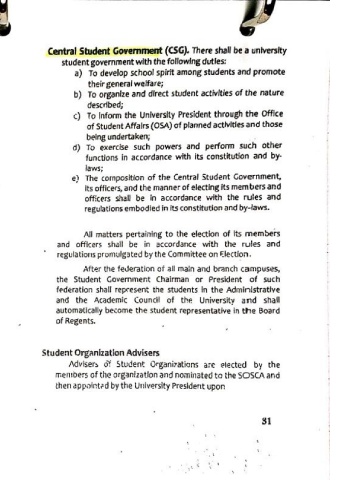 Central Student Government (CSG). There shall be a university
student government with the following duties:
a) To develop school spirit among students and promote
their general welfare;
b) To organize and direct student activities of the nature
described;
c) To inform the University President through the Office
of Student Affairs (OSA) of planned activities and those
being undertaken;
d) To exercise such powers and perform such other
functions in accordance with its constitution and by-
laws;
e) The composition of the Central Student Government,
its officers, and the manner of electing its members and
officers shall be in accordance with the rules and
regulations embodied in its constitution and by-laws.
All matters pertaining to the election of its members
and officers shall be in accordance with the rules and
regulations promulgated by the Committee on Election.
After the federation of all main and branch campuses,
the Student Government Chairman or President of such
federation shall represent the students in the Administrative
and the Academic Council of the University and shall
automatically become the student representative in the Board
of Regents.
Student Organization Advisers
Advisers of Student Organizations are elected by the
members of the organization and nominated to the SOSCA and
then appointed by the University President upon
31